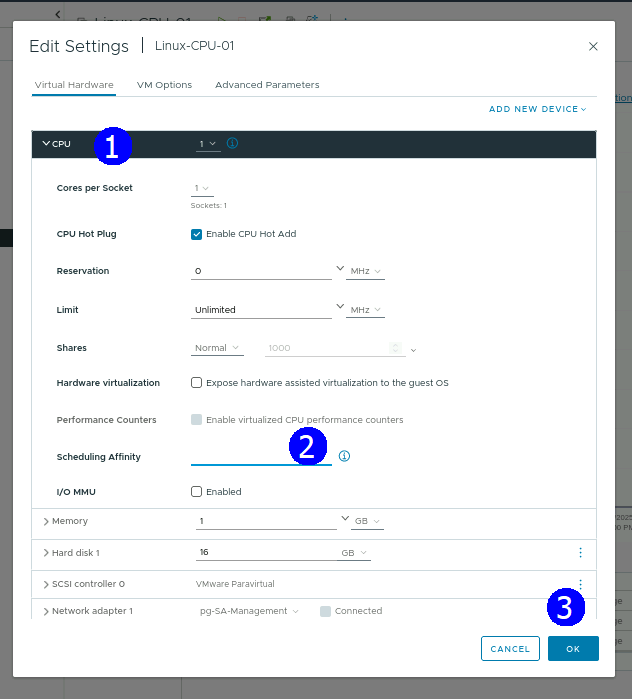 Linux-CPU-01
Edit Settings | Linux-CPU-01
Virtual Hardware VM Options Advanced Parameters
ADD NEW DEVICE
CPU 1 1
Cores per Socket 1
Sockets: 1
CPU Hot Plug Enable CPU Hot Add
Reservation 0 MHz
Limit Unlimited MHz
Shares Normal 1000
Hardware virtualization Expose hardware assisted virtualization to the guest OS
Performance Counters Enable virtualized CPU performance counters
2
Scheduling Affinity
I/O MMU Enabled
Memory 1 GB
Hard disk 1 16 GB
SCSI controller 0 VMware Paravirtual
Network adapter 1 pg-SA-Management Connected
3
CANCEL OK